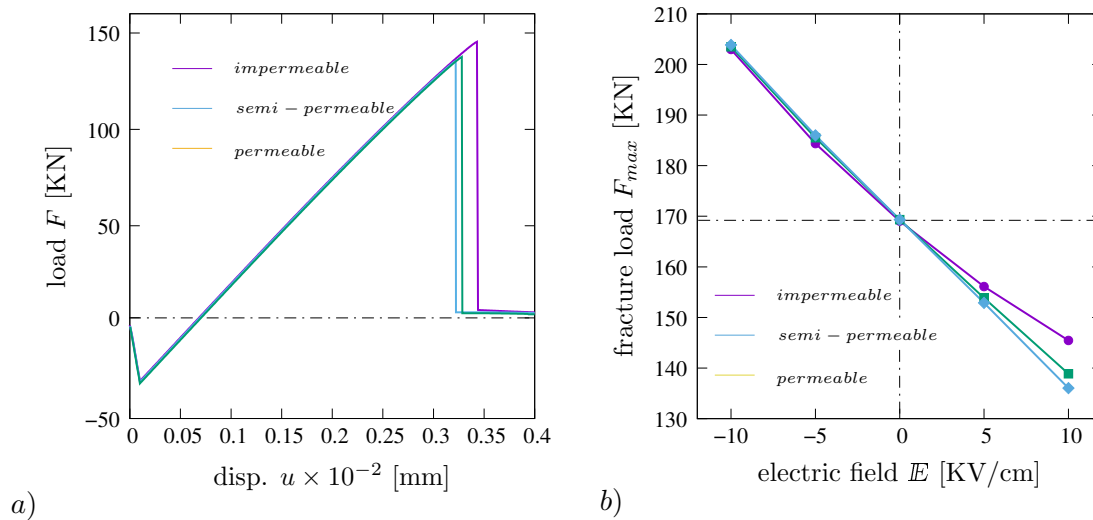 150
100
50
0
−50
0 0.05 0.1 0.15 0.2 0.25 0.3 0.35 0.4
load F [KN]
disp. u × 10⁻² [mm]
impermeable
semi − permeable
permeable
a)
210
200
190
180
170
160
150
140
130
−10 −5 0 5 10
fracture load Fmax [KN]
electric field 𝔼 [KV/cm]
impermeable
semi − permeable
permeable
b)